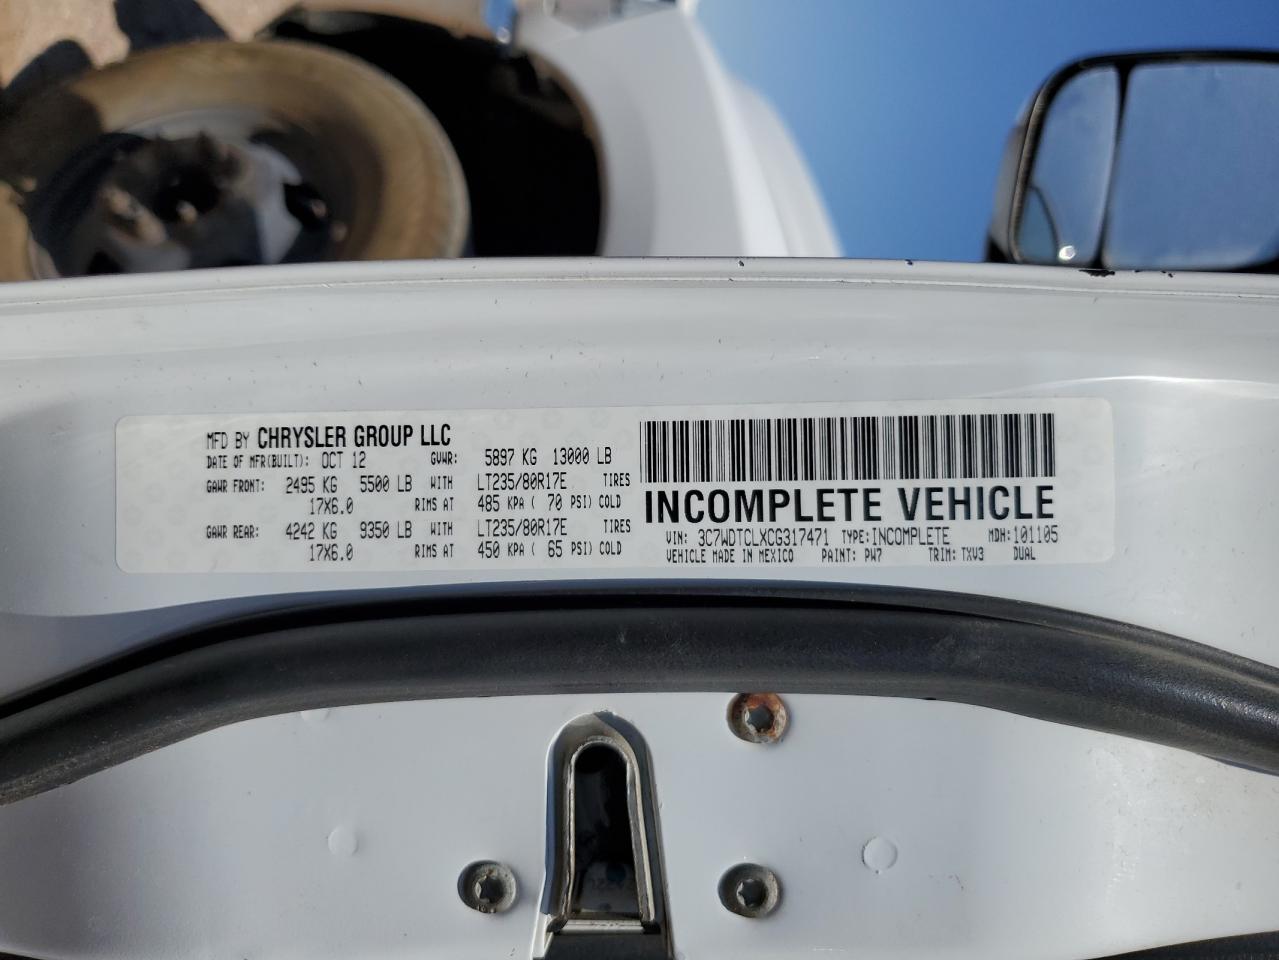 MFD BY CHRYSLER GROUP LLC
DATE OF MFR(BUILT): OCT 12 GVWR: 5897 KG 13000 LB
GAWR FRONT: 2495 KG 5500 LB WITH LT235/80R17E TIRES
17X6.0 RIMS AT 485 KPA ( 70 PSI) COLD
GAWR REAR: 4242 KG 9350 LB WITH LT235/80R17E TIRES
17X6.0 RIMS AT 450 KPA ( 65 PSI) COLD
INCOMPLETE VEHICLE
VIN: 3C7WDTCLXCG317471 TYPE:INCOMPLETE MDH:101105
VEHICLE MADE IN MEXICO PAINT: PW7 TRIM: TXV3 DUAL